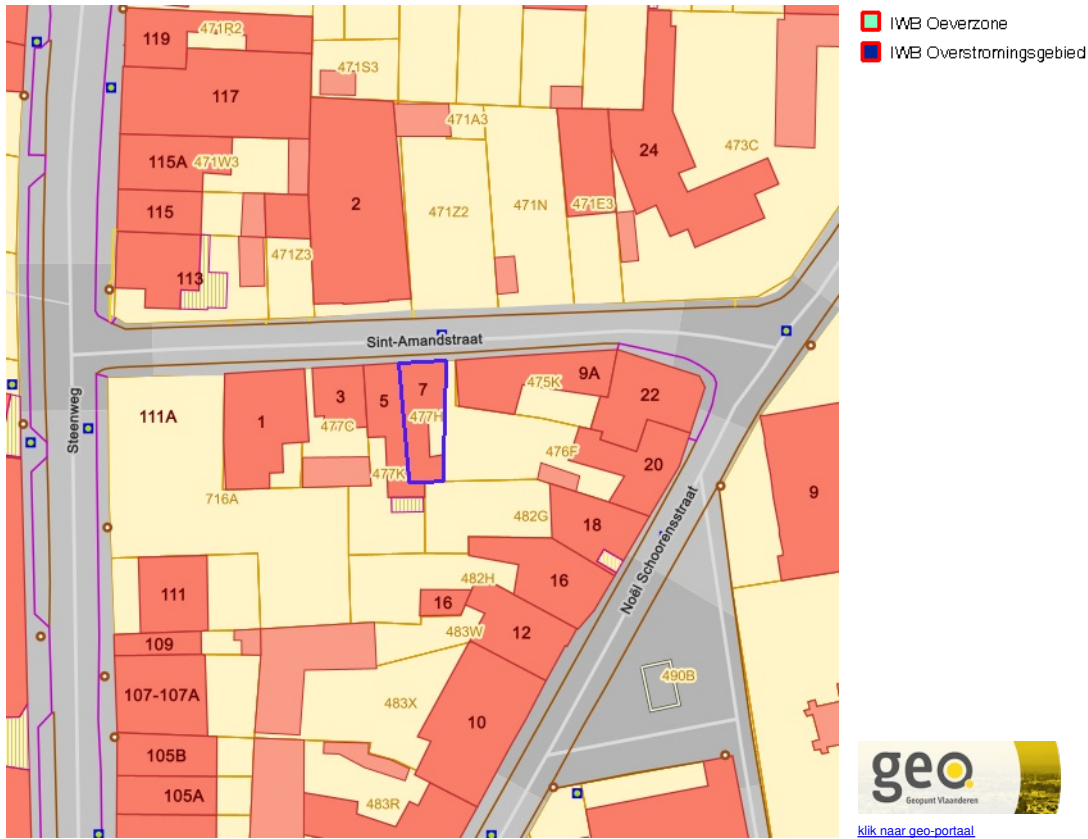 IWB Oeverzone
IWB Overstromingsgebied
119
471R2
471S3
117
471A3
24
473C
115A
471W3
2
471Z2
471N
471E3
115
471Z3
113
Sint-Amandstraat
Steenweg
111A
1
3
5
7
477H
477C
477K
475K
9A
22
476F
20
716A
482G
18
9
Noël Schoorensstraat
482H
16
16
111
483W
12
109
490B
107-107A
483X
10
105B
105A
483R
geo
Geopunt Vlaanderen
klik naar geo-portaal